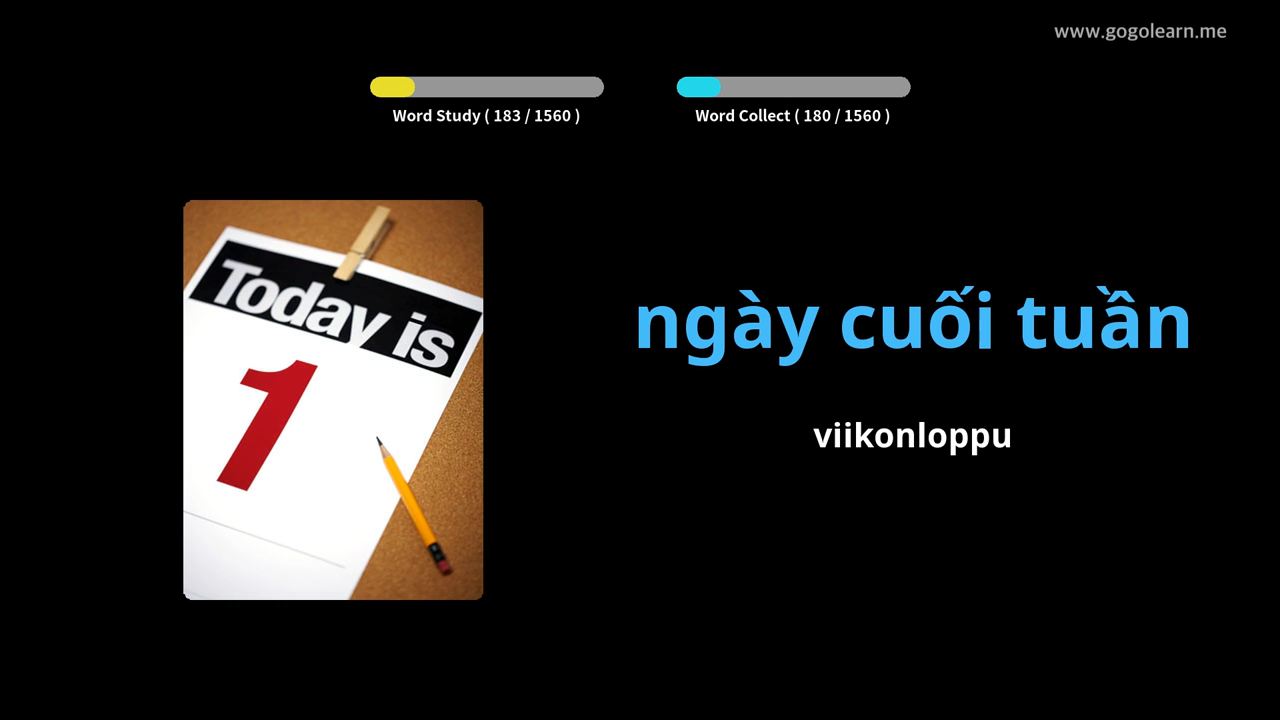 www.gogolearn.me
Word Study ( 183 / 1560 )
Word Collect ( 180 / 1560 )
Today is
1
ngày cuối tuần
viikonloppu